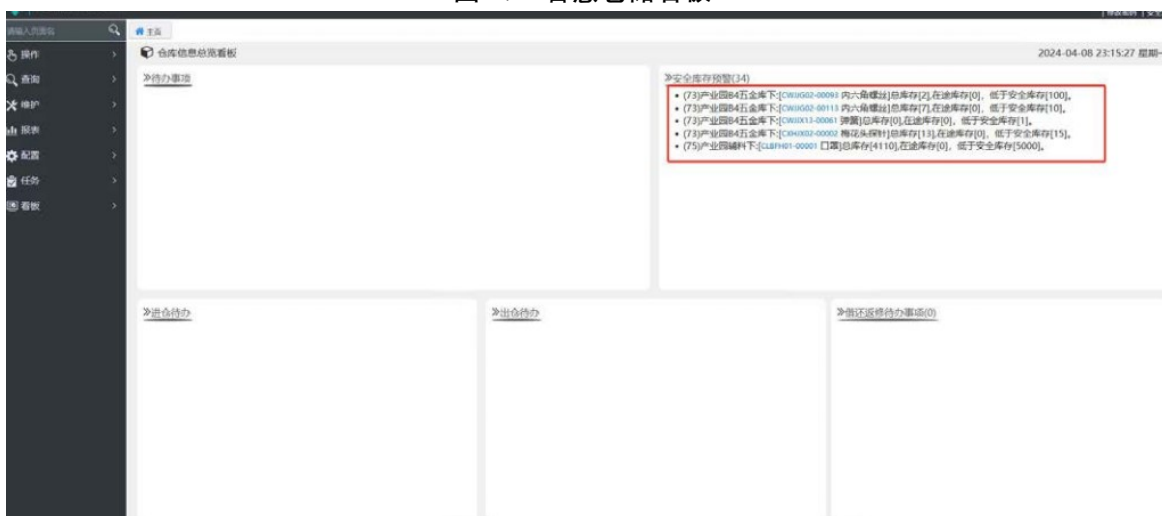 请输入页面名
主页
操作
查询
维护
报表
配置
任务
看板
仓库信息总览看板
2024-04-08 23:15:27 星期一
待办事项
安全库存预警(34)
(73)产业园B4五金库下:[CWJJG02-00093 内六角螺丝]总库存[2],在途库存[0]，低于安全库存[100]。
(73)产业园B4五金库下:[CWJJG02-00113 内六角螺丝]总库存[7],在途库存[0]，低于安全库存[10]。
(73)产业园B4五金库下:[CWJJX13-00061 弹簧]总库存[0],在途库存[0]，低于安全库存[1]。
(73)产业园B4五金库下:[CXHJX02-00002 梅花头探针]总库存[13],在途库存[0]，低于安全库存[15]。
(75)产业园辅料下:[CLBFH01-00001 口罩]总库存[4110],在途库存[0]，低于安全库存[5000]。
进仓待办
出仓待办
借还返修待办事项(0)